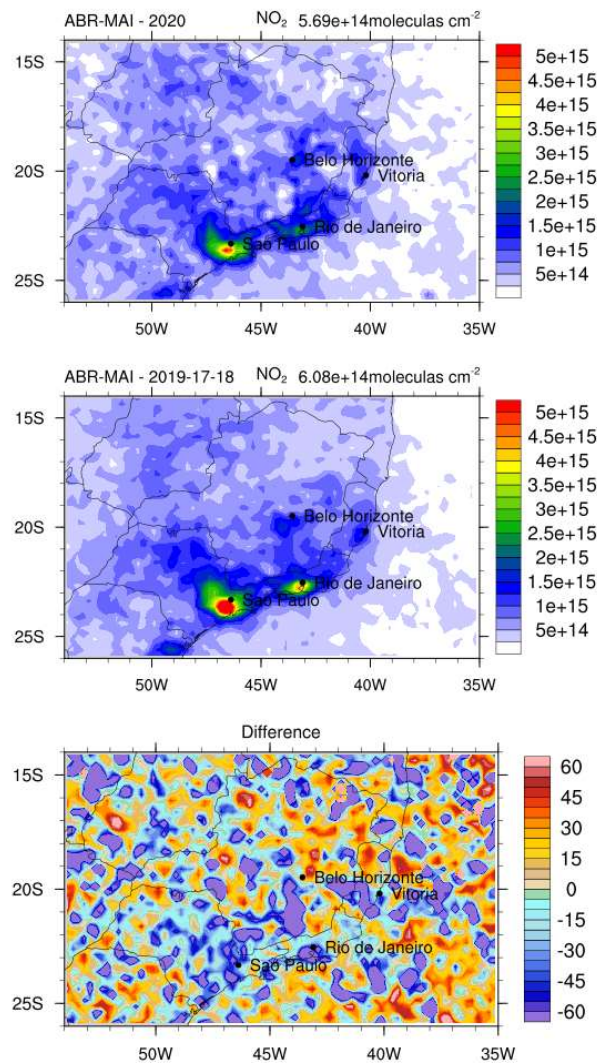 ABR-MAI - 2020 NO₂ 5.69e+14moleculas cm⁻²
15S
20S
25S
50W 45W 40W 35W
Belo Horizonte
Vitoria
Rio de Janeiro
Sao Paulo
5e+15
4.5e+15
4e+15
3.5e+15
3e+15
2.5e+15
2e+15
1.5e+15
1e+15
5e+14
ABR-MAI - 2019-17-18 NO₂ 6.08e+14moleculas cm⁻²
15S
20S
25S
50W 45W 40W 35W
Belo Horizonte
Vitoria
Rio de Janeiro
Sao Paulo
5e+15
4.5e+15
4e+15
3.5e+15
3e+15
2.5e+15
2e+15
1.5e+15
1e+15
5e+14
Difference
15S
20S
25S
50W 45W 40W 35W
Belo Horizonte
Vitoria
Rio de Janeiro
Sao Paulo
60
45
30
15
0
-15
-30
-45
-60